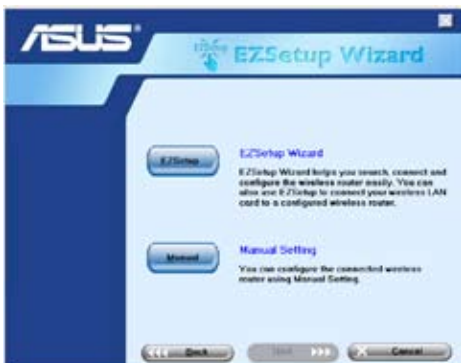 ASUS
EZSetup Wizard
EZSetup
EZSetup Wizard
EZSetup Wizard helps you search, connect and
configure the wireless router easily. You can
also use EZSetup to connect your wireless LAN
card to a configured wireless router.
Manual
Manual Setting
You can configure the connected wireless
router using Manual Setting.
Back
Next
Cancel